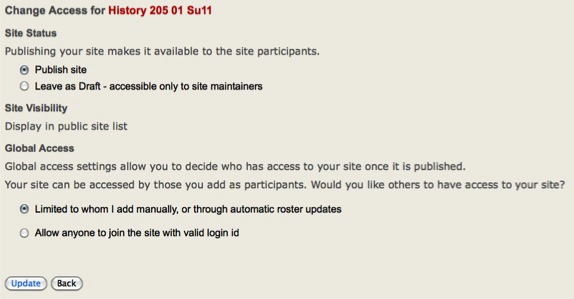 Change Access for History 205 01 Su11
Site Status
Publishing your site makes it available to the site participants.
Publish site
Leave as Draft - accessible only to site maintainers
Site Visibility
Display in public site list
Global Access
Global access settings allow you to decide who has access to your site once it is published.
Your site can be accessed by those you add as participants. Would you like others to have access to your site?
Limited to whom I add manually, or through automatic roster updates
Allow anyone to join the site with valid login id
Update Back